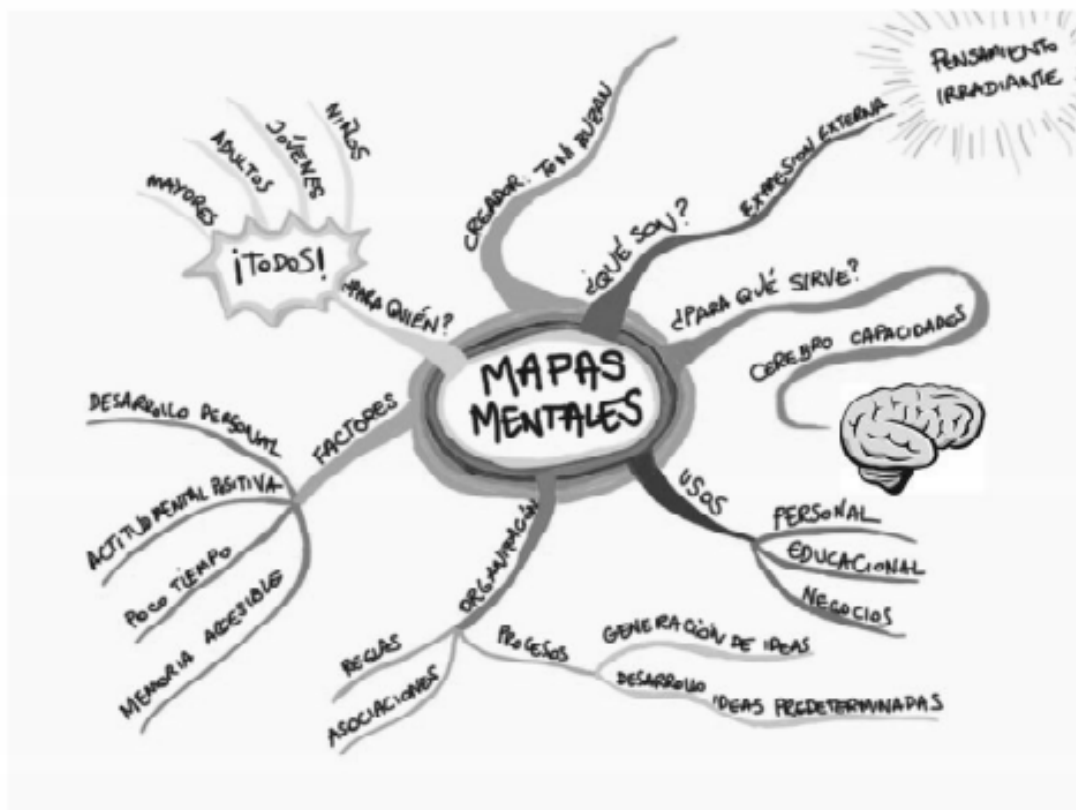 MAPAS
MENTALES
CREADOR: TONI BUZAN
¿QUÉ SON?
EXPRESION EXTERNA
PENSAMIENTO
IRRADIANTE
¿PARA QUÉ SIRVE?
CEREBRO CAPACIDADES
USOS
PERSONAL
EDUCACIONAL
NEGOCIOS
ORGANIZACIÓN
PROCESOS
GENERACIÓN DE IDEAS
DESARROLLO IDEAS PREDETERMINADAS
REGLAS
ASOCIACIONES
FACTORES
DESARROLLO PERSONAL
ACTITUD MENTAL POSITIVA
POCO TIEMPO
MEMORIA ACCESIBLE
¿PARA QUIÉN?
¡TODOS!
MAYORES
ADULTOS
JÓVENES
NIÑOS